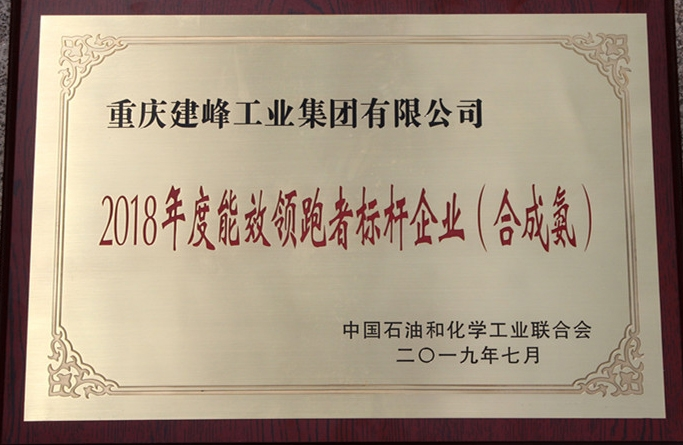 重庆建峰工业集团有限公司
2018年度能效领跑者标杆企业（合成氨）
中国石油和化学工业联合会
二〇一九年七月